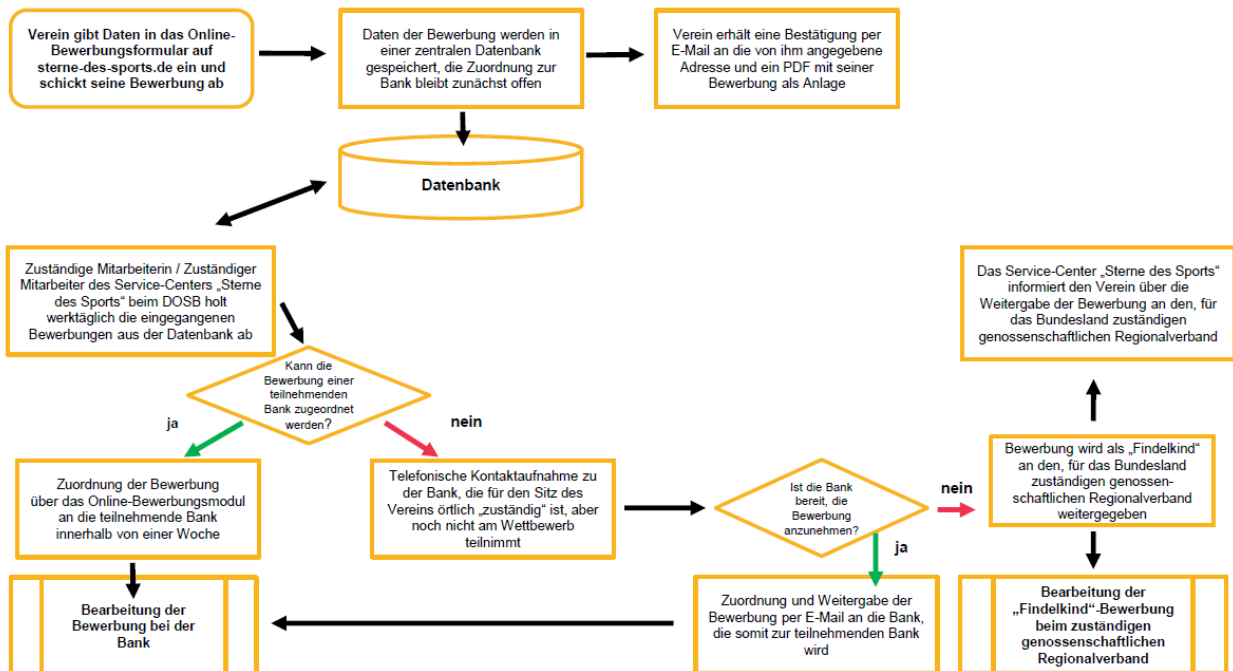 Verein gibt Daten in das Online-
Bewerbungsformular auf
sterne-des-sports.de ein und
schickt seine Bewerbung ab
Daten der Bewerbung werden in
einer zentralen Datenbank
gespeichert, die Zuordnung zur
Bank bleibt zunächst offen
Verein erhält eine Bestätigung per
E-Mail an die von ihm angegebene
Adresse und ein PDF mit seiner
Bewerbung als Anlage
Datenbank
Zuständige Mitarbeiterin / Zuständiger
Mitarbeiter des Service-Centers „Sterne
des Sports“ beim DOSB holt
werktäglich die eingegangenen
Bewerbungen aus der Datenbank ab
Das Service-Center „Sterne des Sports“
informiert den Verein über die
Weitergabe der Bewerbung an den, für
das Bundesland zuständigen
genossenschaftlichen Regionalverband
Kann die
Bewerbung einer
teilnehmenden
Bank zugeordnet
werden?
ja
nein
Zuordnung der Bewerbung
über das Online-Bewerbungsmodul
an die teilnehmende Bank
innerhalb von einer Woche
Telefonische Kontaktaufnahme zu
der Bank, die für den Sitz des
Vereins örtlich „zuständig“ ist, aber
noch nicht am Wettbewerb
teilnimmt
Ist die Bank
bereit, die
Bewerbung
anzunehmen?
nein
ja
Bewerbung wird als „Findelkind“
an den, für das Bundesland
zuständigen genossen-
schaftlichen Regionalverband
weitergegeben
Bearbeitung der
Bewerbung bei der
Bank
Zuordnung und Weitergabe der
Bewerbung per E-Mail an die Bank,
die somit zur teilnehmenden Bank
wird
Bearbeitung der
„Findelkind“-Bewerbung
beim zuständigen
genossenschaftlichen
Regionalverband